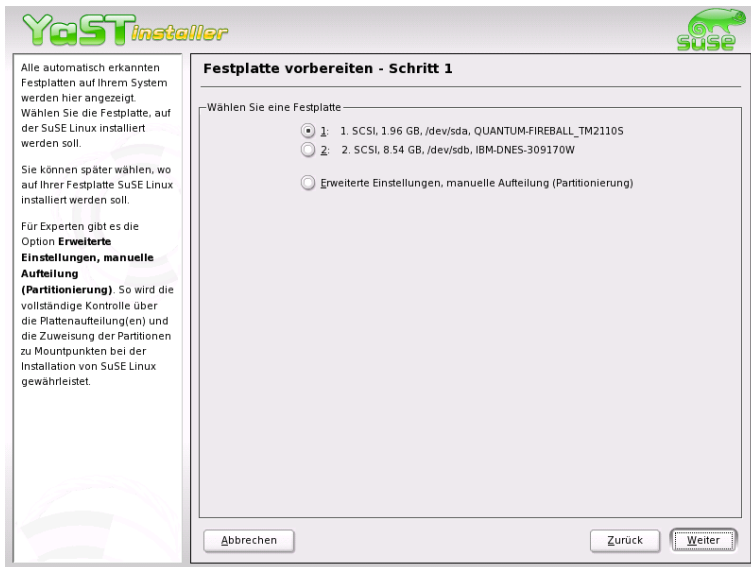 YaST installer
SUSE
Alle automatisch erkannten
Festplatten auf Ihrem System
werden hier angezeigt.
Wählen Sie die Festplatte, auf
der SuSE Linux installiert
werden soll.
Sie können später wählen, wo
auf Ihrer Festplatte SuSE Linux
installiert werden soll.
Für Experten gibt es die
Option Erweiterte
Einstellungen, manuelle
Aufteilung
(Partitionierung). So wird die
vollständige Kontrolle über
die Plattenaufteilung(en) und
die Zuweisung der Partitionen
zu Mountpunkten bei der
Installation von SuSE Linux
gewährleistet.
Festplatte vorbereiten - Schritt 1
Wählen Sie eine Festplatte
1: 1. SCSI, 1.96 GB, /dev/sda, QUANTUM-FIREBALL_TM2110S
2: 2. SCSI, 8.54 GB, /dev/sdb, IBM-DNES-309170W
Erweiterte Einstellungen, manuelle Aufteilung (Partitionierung)
Abbrechen
Zurück
Weiter